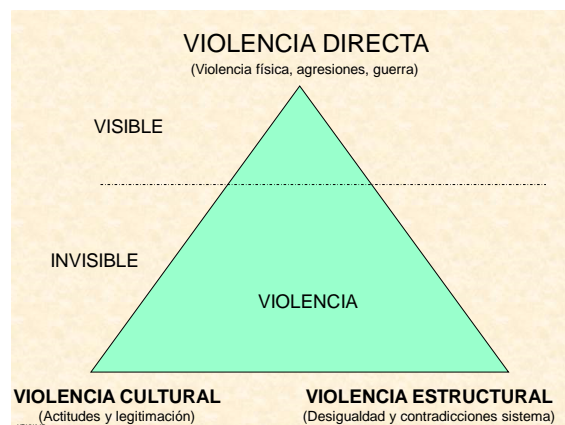 VIOLENCIA DIRECTA
(Violencia física, agresiones, guerra)
VISIBLE
INVISIBLE
VIOLENCIA
VIOLENCIA CULTURAL
(Actitudes y legitimación)
VIOLENCIA ESTRUCTURAL
(Desigualdad y contradicciones sistema)